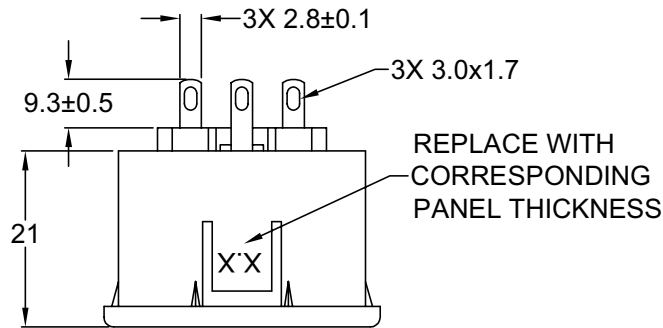 3X 2.8±0.1
3X 3.0x1.7
9.3±0.5
REPLACE WITH
CORRESPONDING
PANEL THICKNESS
21
X.X